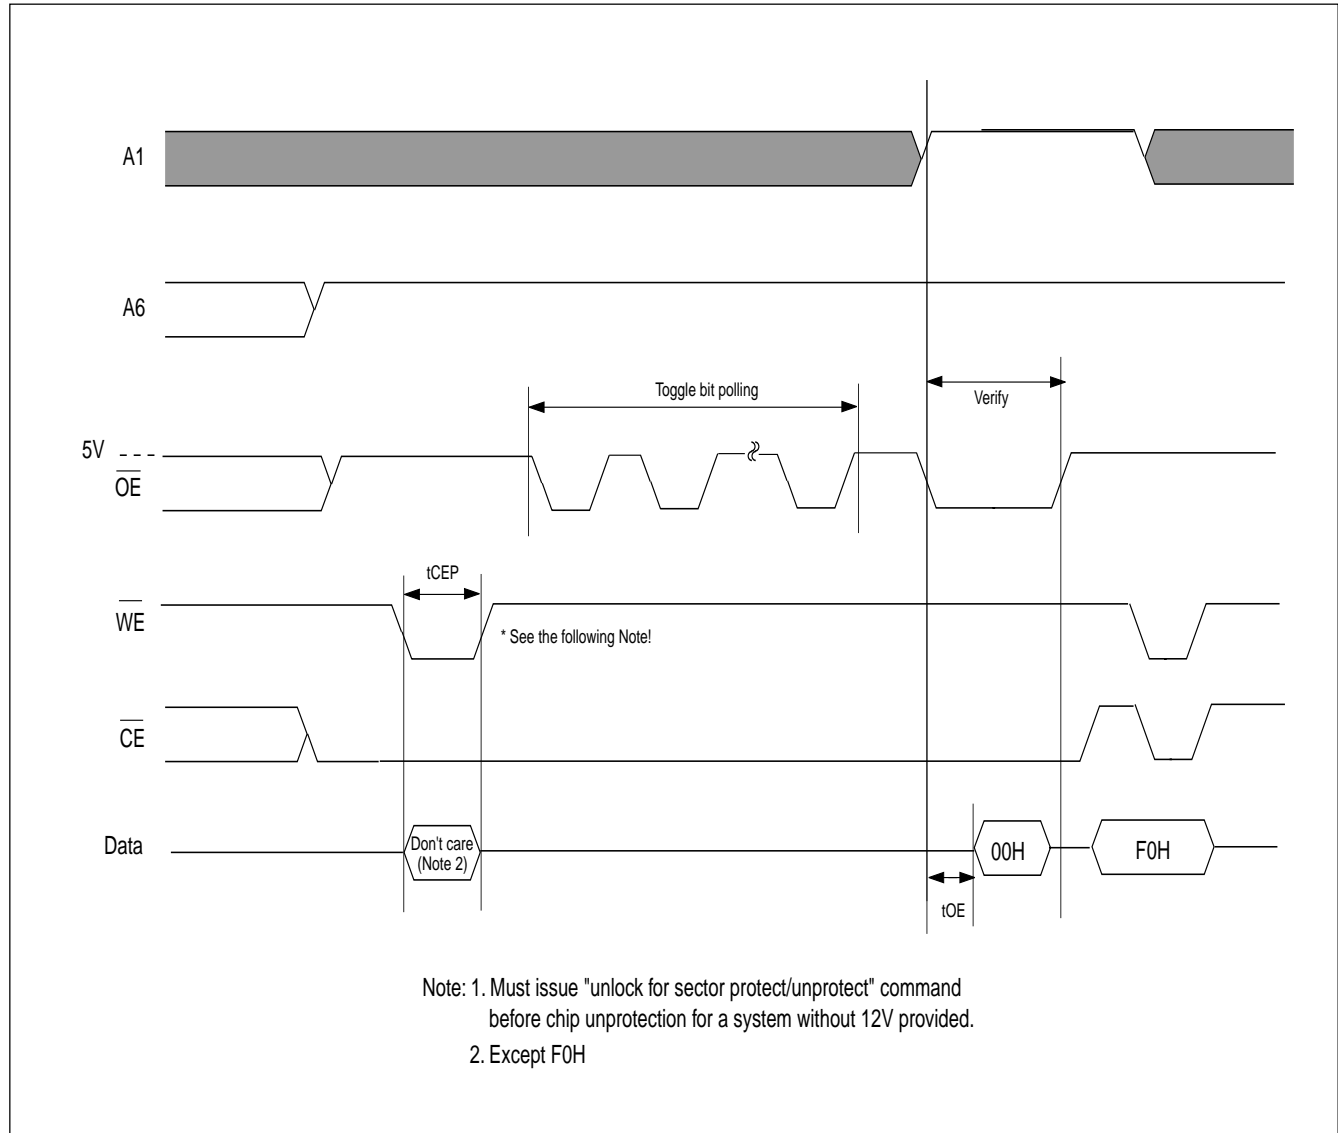 A1
A6
Toggle bit polling
Verify
5V
OE
tCEP
WE
* See the following Note!
CE
Data
Don't care
(Note 2)
00H
F0H
tOE
Note: 1. Must issue "unlock for sector protect/unprotect" command
before chip unprotection for a system without 12V provided.
2. Except F0H